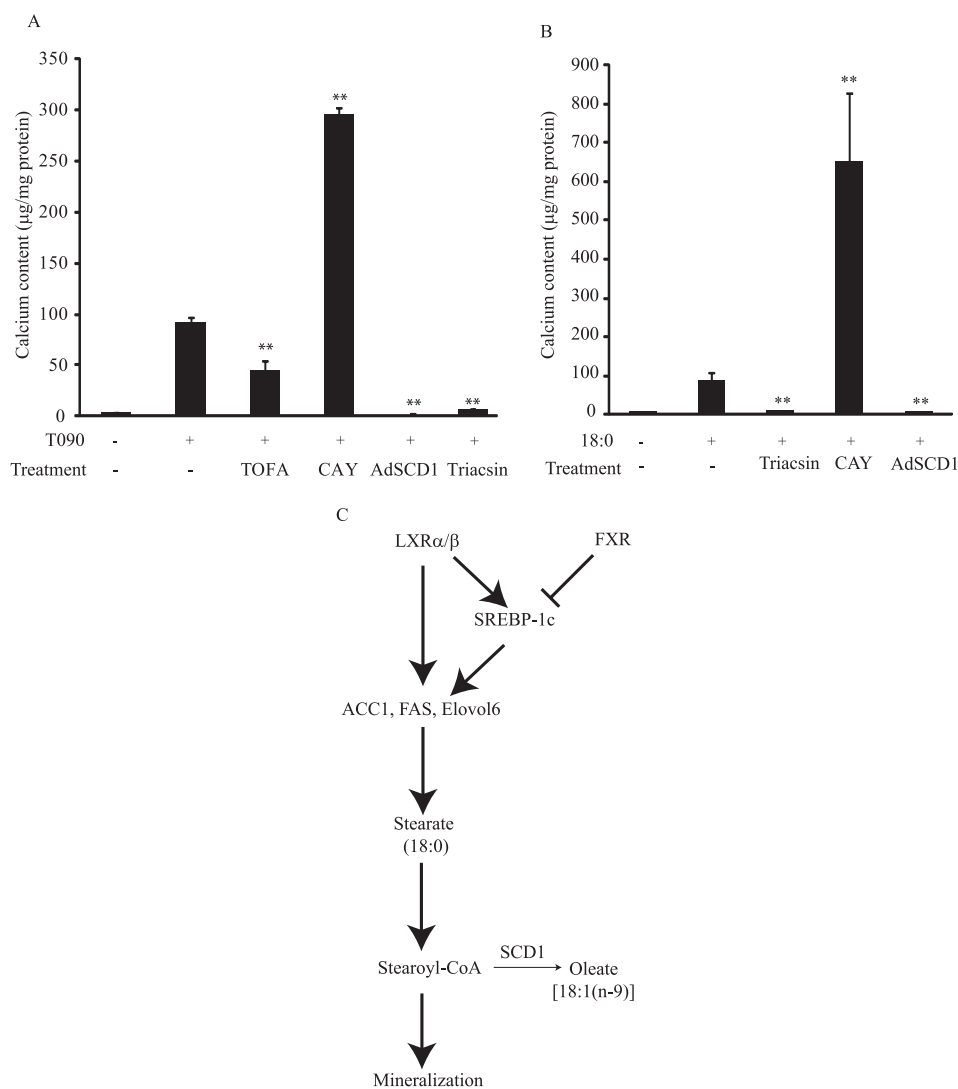 A
Calcium content (μg/mg protein)
350
300
250
200
150
100
50
0
**
**
**
**
T090 - + + + + +
Treatment - - TOFA CAY AdSCD1 Triacsin
B
Calcium content (μg/mg protein)
900
800
700
600
500
400
300
200
100
0
**
**
**
18:0 - + + + +
Treatment - - Triacsin CAY AdSCD1
C
LXRα/β FXR
SREBP-1c
ACC1, FAS, Elovol6
Stearate
(18:0)
SCD1
Stearoyl-CoA Oleate
[18:1(n-9)]
Mineralization